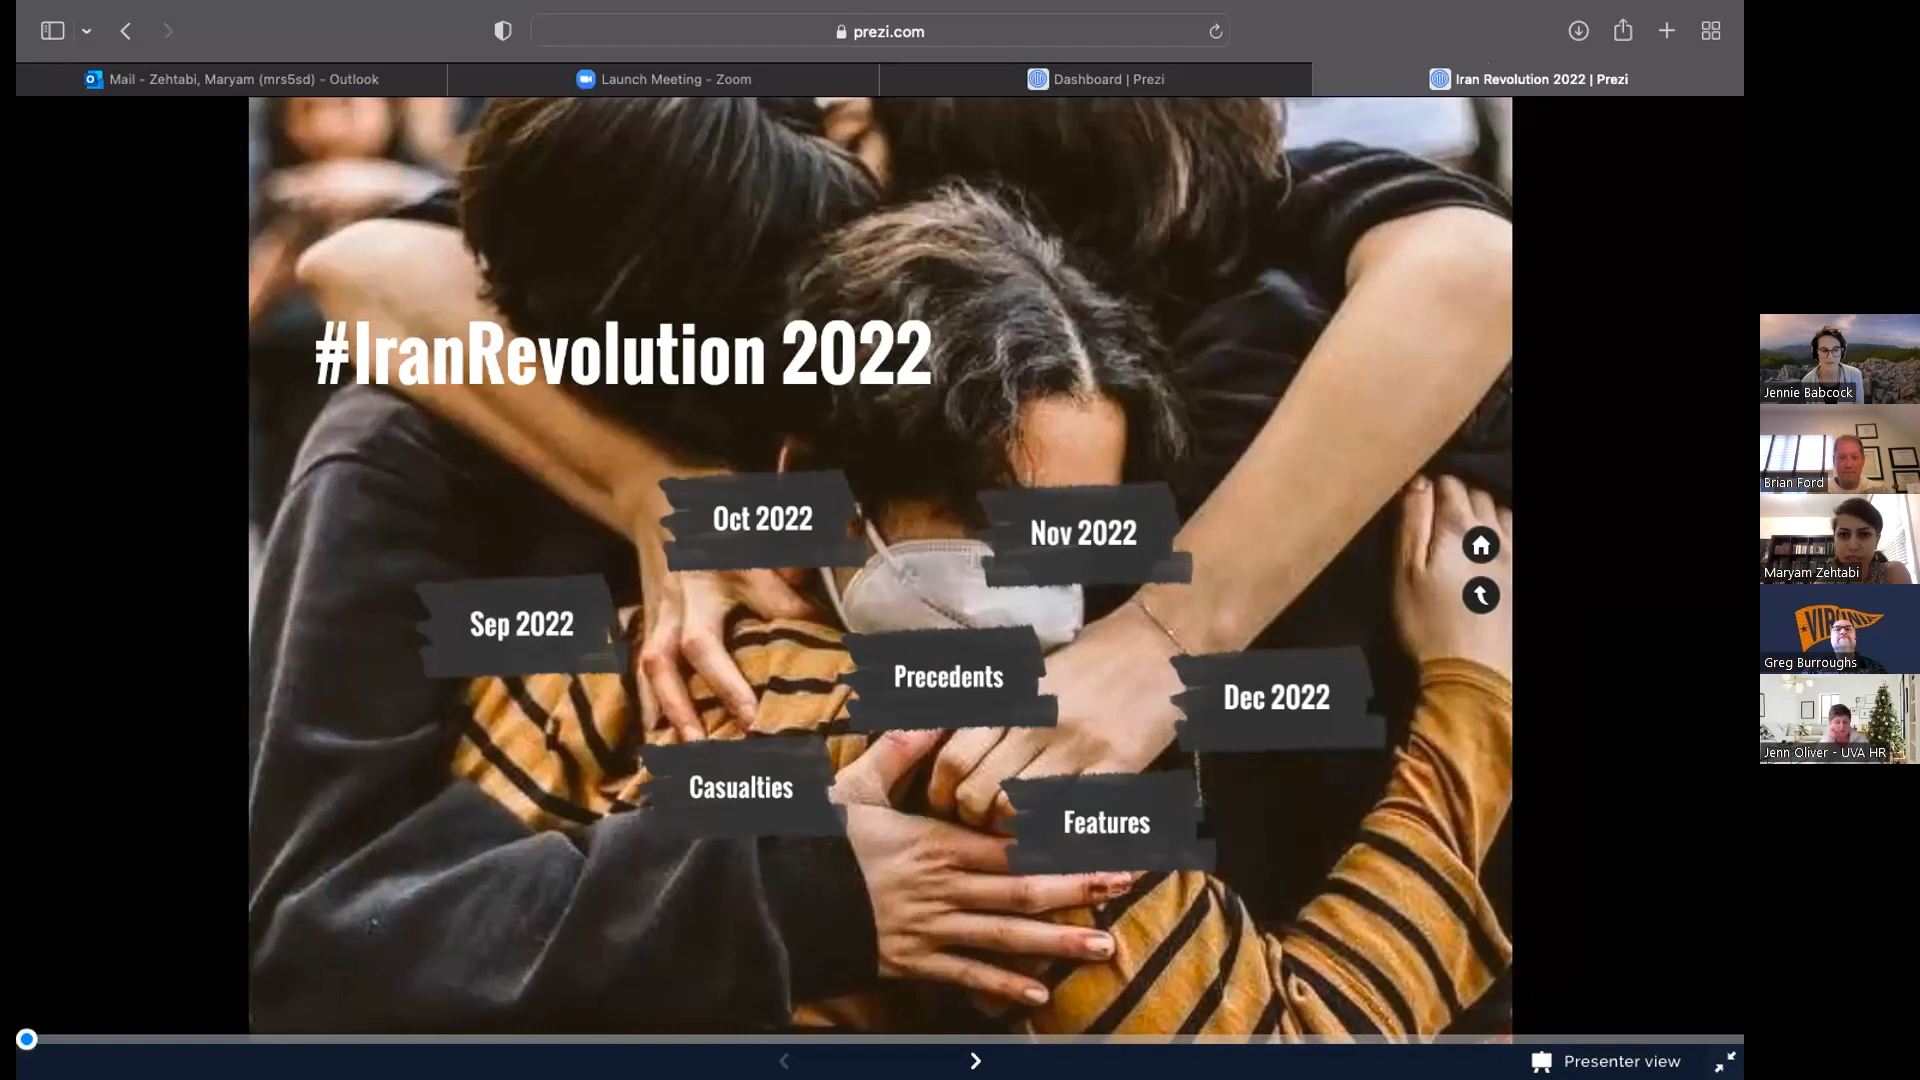 prezi.com
Mail - Zehtabi, Maryam (mrs5sd) - Outlook
Launch Meeting - Zoom
Dashboard | Prezi
Iran Revolution 2022 | Prezi
#IranRevolution 2022
Oct 2022
Nov 2022
Sep 2022
Precedents
Dec 2022
Casualties
Features
Jennie Babcock
Brian Ford
Maryam Zehtabi
VIRGINIA
Greg Burroughs
Jenn Oliver - UVA HR
Presenter view